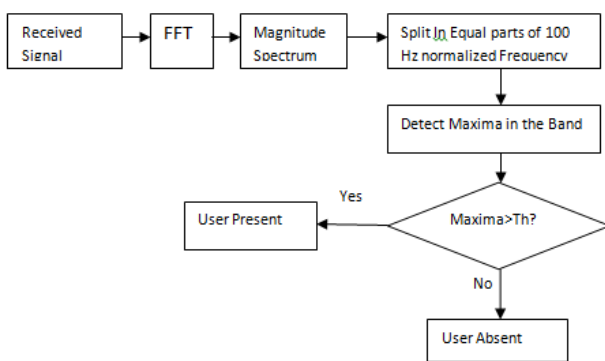 Received
Signal
FFT
Magnitude
Spectrum
Split In Equal parts of 100
Hz normalized Frequency
Detect Maxima in the Band
Maxima>Th?
Yes
User Present
No
User Absent